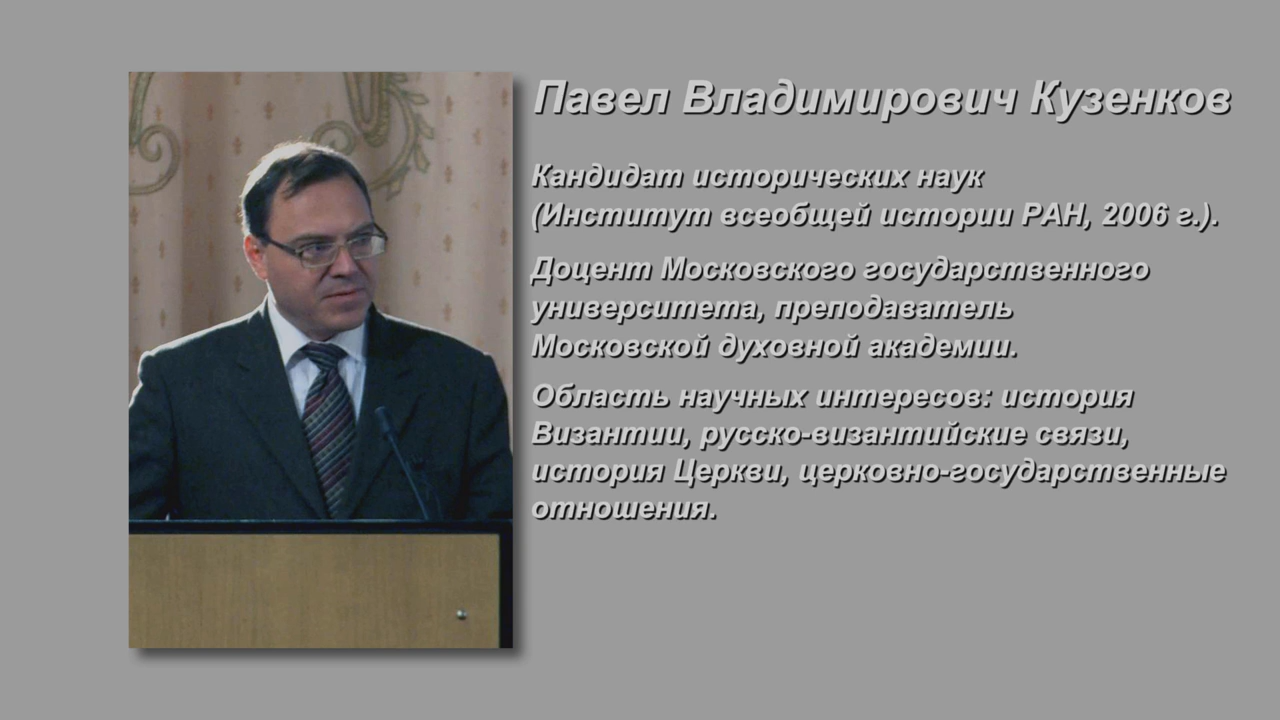 Павел Владимирович Кузенков
Кандидат исторических наук
(Институт всеобщей истории РАН, 2006 г.).
Доцент Московского государственного
университета, преподаватель
Московской духовной академии.
Область научных интересов: история
Византии, русско-византийские связи,
история Церкви, церковно-государственные
отношения.